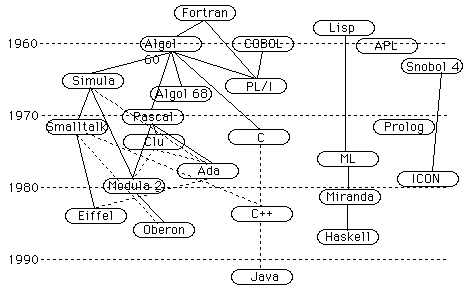 Fortran
Lisp
1960
Algol
60
COBOL
APL
Snobol 4
Simula
Algol 68
PL/I
1970
Pascal
Smalltalk
Prolog
C
Clu
ML
Ada
ICON
1980
Modula 2
Miranda
Eiffel
C++
Oberon
Haskell
1990
Java